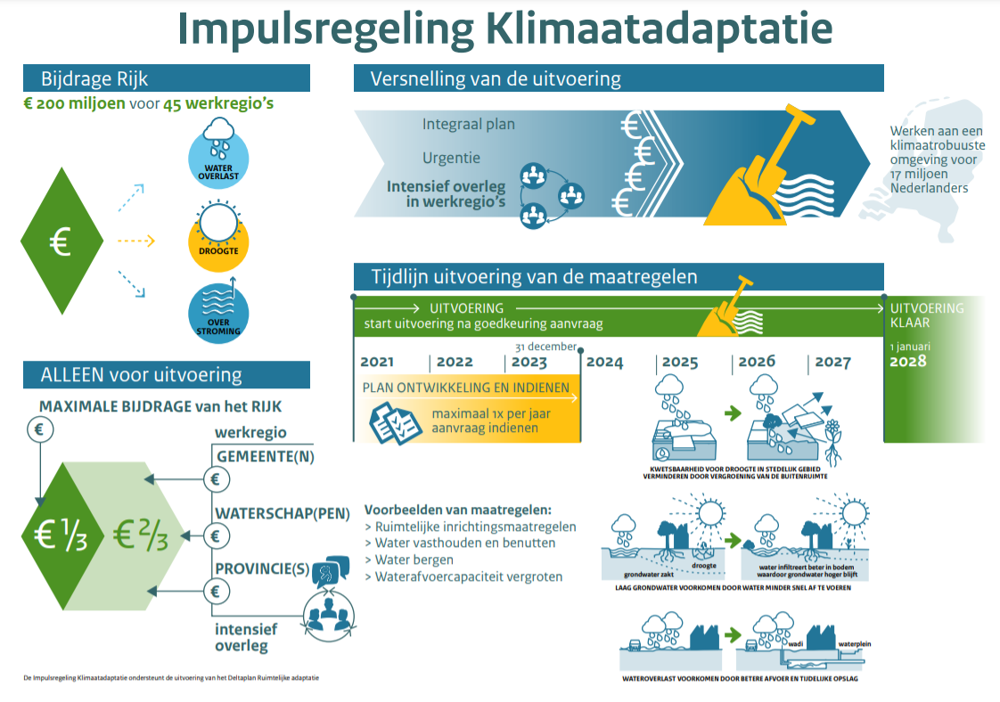 Impulsregeling Klimaatadaptatie
Bijdrage Rijk
€ 200 miljoen voor 45 werkregio's
€
WATER
OVERLAST
DROOGTE
OVER
STROMING
ALLEEN voor uitvoering
MAXIMALE BIJDRAGE van het RIJK
€
€ 1/3
€ 2/3
werkregio
GEMEENTE(N)
€
WATERSCHAP(PEN)
€
PROVINCIE(S)
€
intensief
overleg
De Impulsregeling Klimaatadaptatie ondersteunt de uitvoering van het Deltaplan Ruimtelijke adaptatie
Versnelling van de uitvoering
Integraal plan
Urgentie
Intensief overleg
in werkregio's
€
€
€
€
Werken aan een
klimaatrobuuste
omgeving voor
17 miljoen
Nederlanders
Tijdlijn uitvoering van de maatregelen
UITVOERING
start uitvoering na goedkeuring aanvraag
UITVOERING
KLAAR
1 januari
2028
31 december
2021 2022 2023 2024 2025 2026 2027
PLAN ONTWIKKELING EN INDIENEN
maximaal 1x per jaar
aanvraag indienen
KWETSBAARHEID VOOR DROOGTE IN STEDELIJK GEBIED
VERMINDEREN DOOR VERGROENING VAN DE BUITENRUIMTE
Voorbeelden van maatregelen:
> Ruimtelijke inrichtingsmaatregelen
> Water vasthouden en benutten
> Water bergen
> Waterafvoercapaciteit vergroten
grondwater zakt
droogte
water infiltreert beter in bodem
waardoor grondwater hoger blijft
LAAG GRONDWATER VOORKOMEN DOOR WATER MINDER SNEL AF TE VOEREN
wadi
waterplein
WATEROVERLAST VOORKOMEN DOOR BETERE AFVOER EN TIJDELIJKE OPSLAG